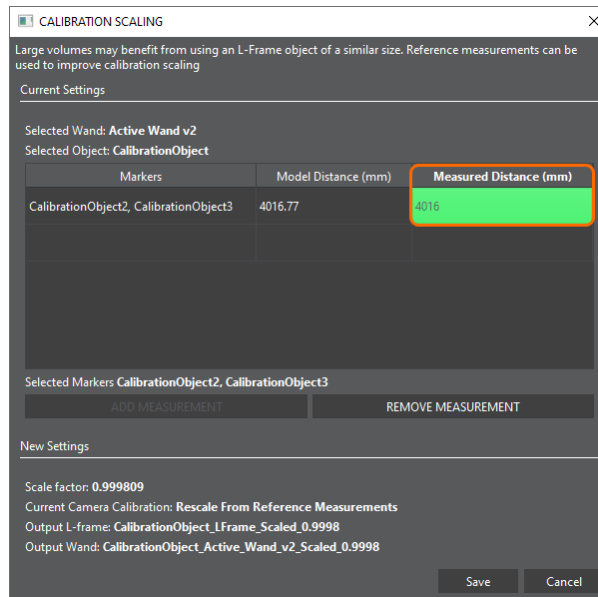 CALIBRATION SCALING
Large volumes may benefit from using an L-Frame object of a similar size. Reference measurements can be
used to improve calibration scaling
Current Settings
Selected Wand: Active Wand v2
Selected Object: CalibrationObject
Markers Model Distance (mm) Measured Distance (mm)
CalibrationObject2, CalibrationObject3 4016.77 4016
Selected Markers CalibrationObject2, CalibrationObject3
ADD MEASUREMENT REMOVE MEASUREMENT
New Settings
Scale factor: 0.999809
Current Camera Calibration: Rescale From Reference Measurements
Output L-frame: CalibrationObject_LFrame_Scaled_0.9998
Output Wand: CalibrationObject_Active_Wand_v2_Scaled_0.9998
Save Cancel